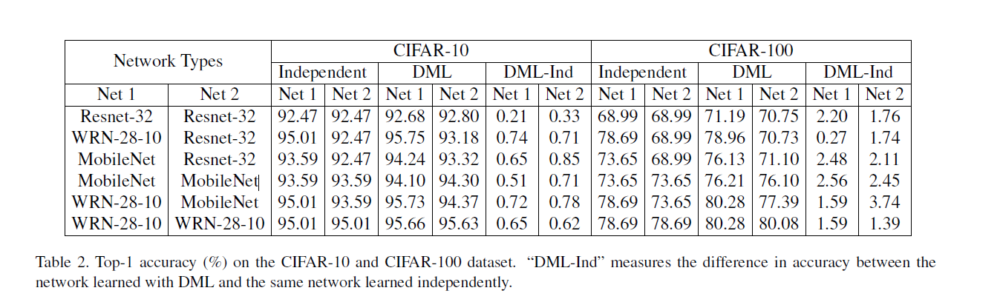 Network Types CIFAR-10 CIFAR-100
Independent DML DML-Ind Independent DML DML-Ind
Net 1 Net 2 Net 1 Net 2 Net 1 Net 2 Net 1 Net 2 Net 1 Net 2 Net 1 Net 2 Net 1 Net 2
Resnet-32 Resnet-32 92.47 92.47 92.68 92.80 0.21 0.33 68.99 68.99 71.19 70.75 2.20 1.76
WRN-28-10 Resnet-32 95.01 92.47 95.75 93.18 0.74 0.71 78.69 68.99 78.96 70.73 0.27 1.74
MobileNet Resnet-32 93.59 92.47 94.24 93.32 0.65 0.85 73.65 68.99 76.13 71.10 2.48 2.11
MobileNet MobileNet 93.59 93.59 94.10 94.30 0.51 0.71 73.65 73.65 76.21 76.10 2.56 2.45
WRN-28-10 MobileNet 95.01 93.59 95.73 94.37 0.72 0.78 78.69 73.65 80.28 77.39 1.59 3.74
WRN-28-10 WRN-28-10 95.01 95.01 95.66 95.63 0.65 0.62 78.69 78.69 80.28 80.08 1.59 1.39
Table 2. Top-1 accuracy (%) on the CIFAR-10 and CIFAR-100 dataset. “DML-Ind” measures the difference in accuracy between the
network learned with DML and the same network learned independently.